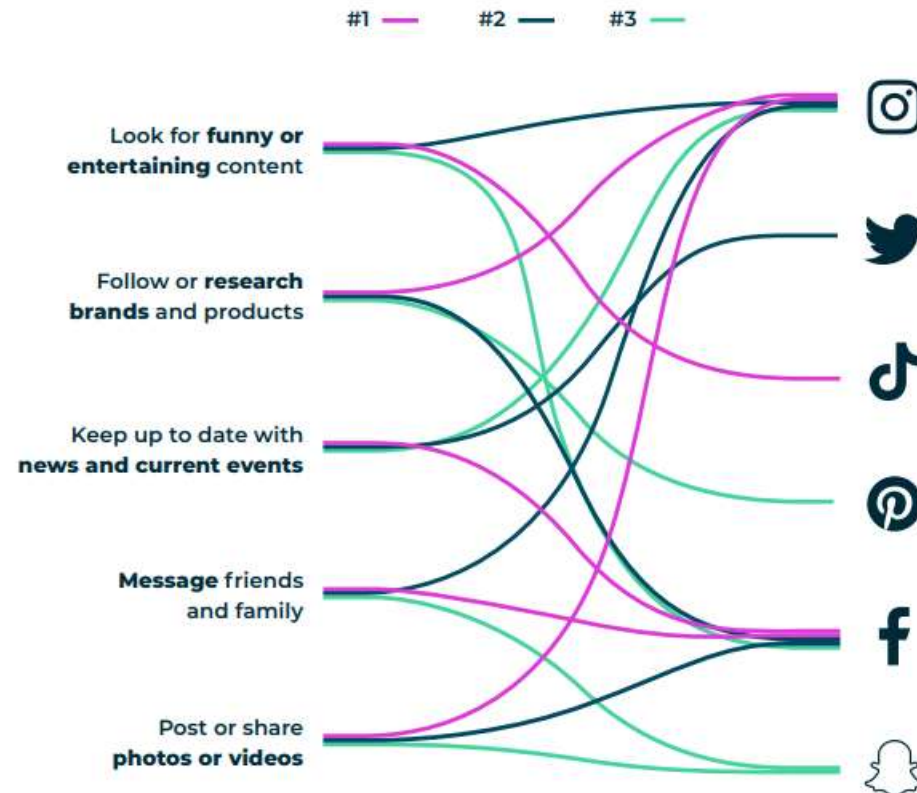 #1 #2 #3
Look for funny or
entertaining content
Follow or research
brands and products
Keep up to date with
news and current events
Message friends
and family
Post or share
photos or videos